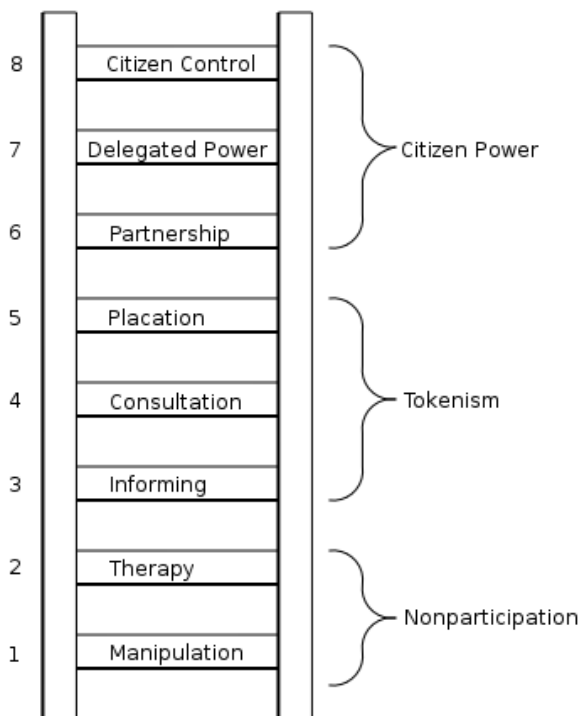 8 Citizen Control
7 Delegated Power Citizen Power
6 Partnership
5 Placation
4 Consultation Tokenism
3 Informing
2 Therapy
Nonparticipation
1 Manipulation